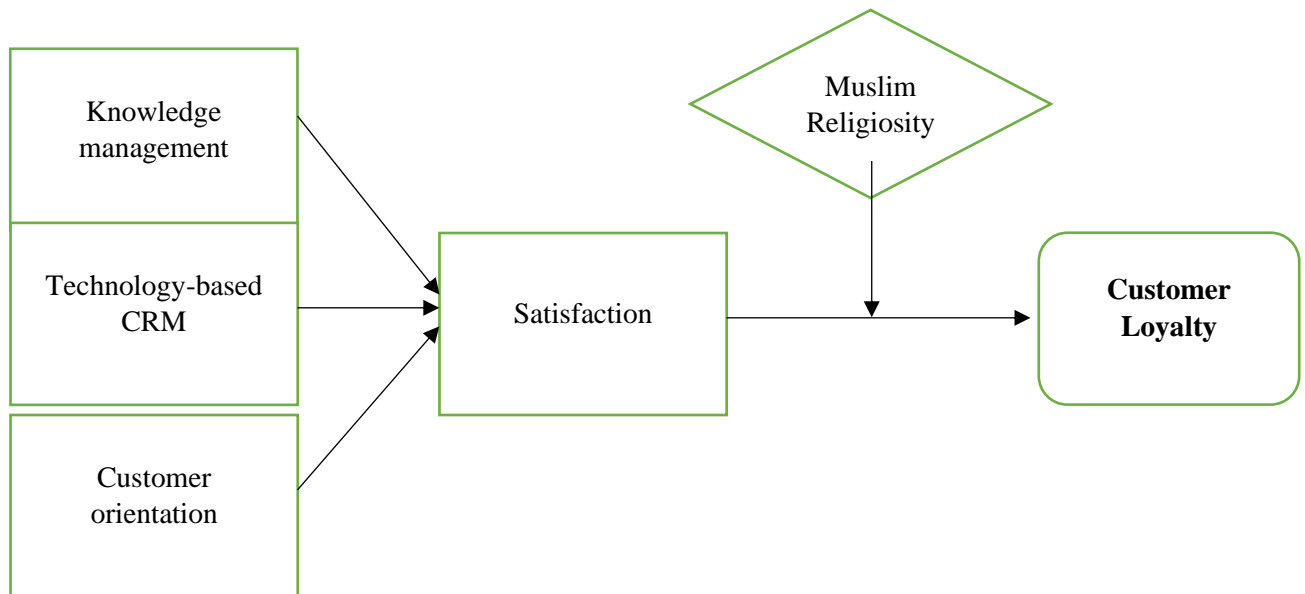 Knowledge
management
Technology-based
CRM
Customer
orientation
Satisfaction
Muslim
Religiosity
Customer
Loyalty